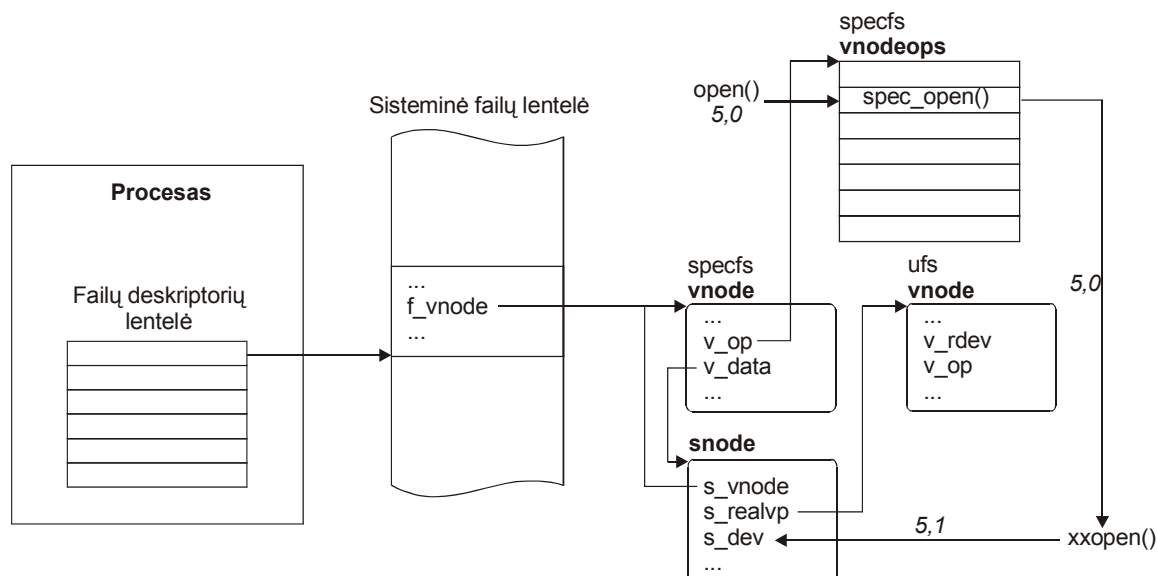 specfs
vnodeops
open()
5,0
spec_open()
Sisteminė failų lentelė
Procesas
Failų deskriptorių
lentelė
...
f_vnode
...
specfs
vnode
...
v_op
v_data
...
ufs
vnode
...
v_rdev
v_op
...
5,0
snode
s_vnode
s_realvp
s_dev
...
5,1
xxopen()